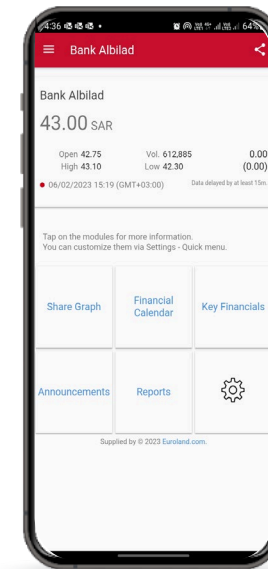 4:36
64%
Bank Albilad
Bank Albilad
43.00 SAR
Open 42.75 Vol. 612,885 0.00
High 43.10 Low 42.30 (0.00)
06/02/2023 15:19 (GMT+03:00) Data delayed by at least 15m.
Tap on the modules for more information.
You can customize them via Settings - Quick menu.
Share Graph
Financial
Calendar
Key Financials
Announcements
Reports
Supplied by © 2023 Euroland.com.